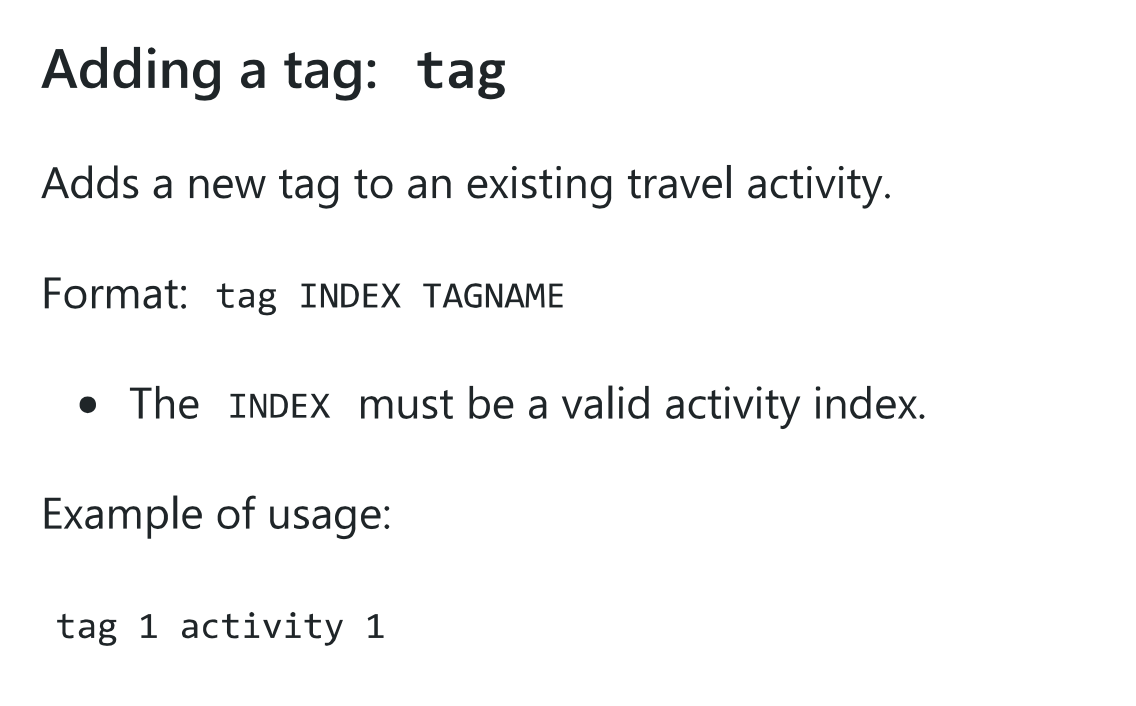 Adding a tag: tag
Adds a new tag to an existing travel activity.
Format: tag INDEX TAGNAME
• The INDEX must be a valid activity index.
Example of usage:
tag 1 activity 1